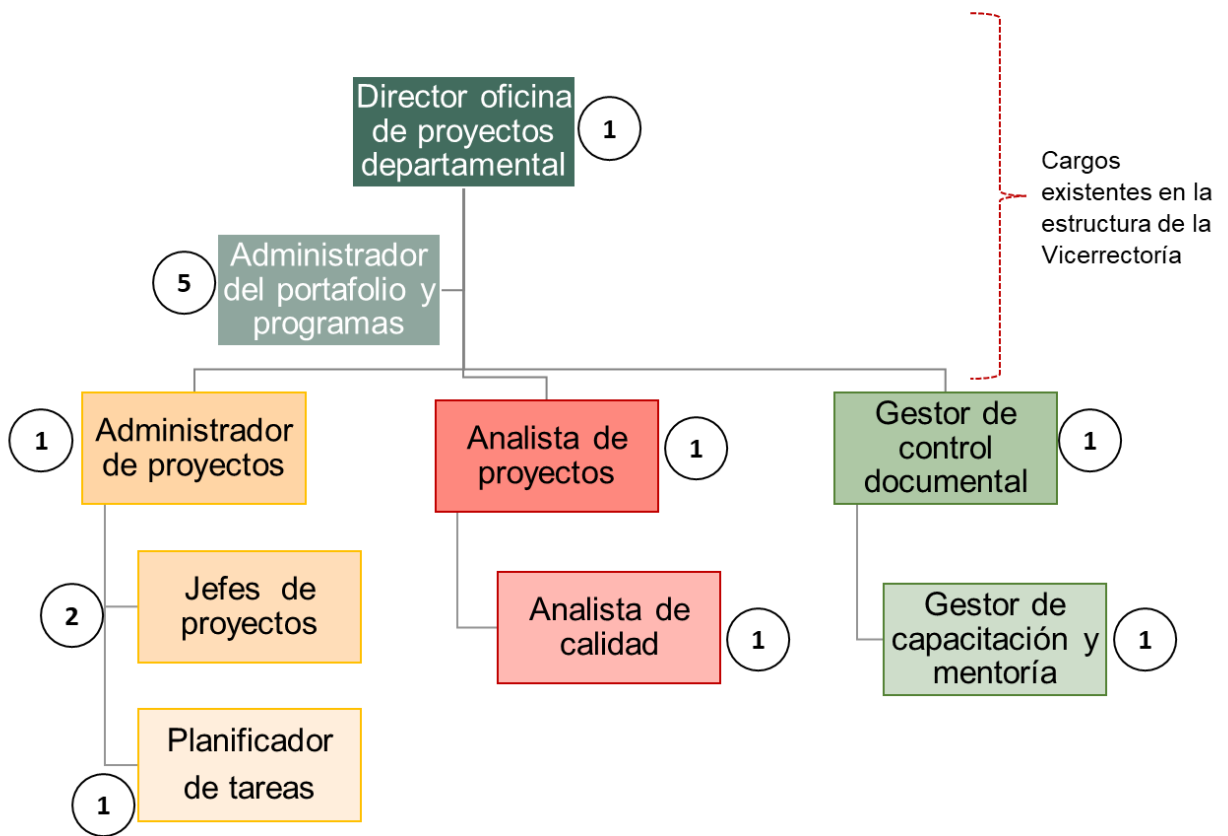 Director oficina
de proyectos
departamental
1
Cargos
existentes en la
estructura de la
Vicerrectoría
Administrador
del portafolio y
programas
5
Administrador
de proyectos
1
Analista de
proyectos
1
Gestor de
control
documental
1
Jefes de
proyectos
2
Analista de
calidad
1
Gestor de
capacitación y
mentoría
1
Planificador
de tareas
1